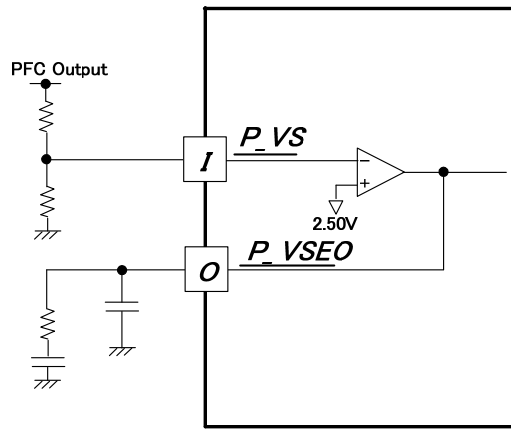 PFC Output
I
P_VS
−
+
2.50V
O
P_VSEO